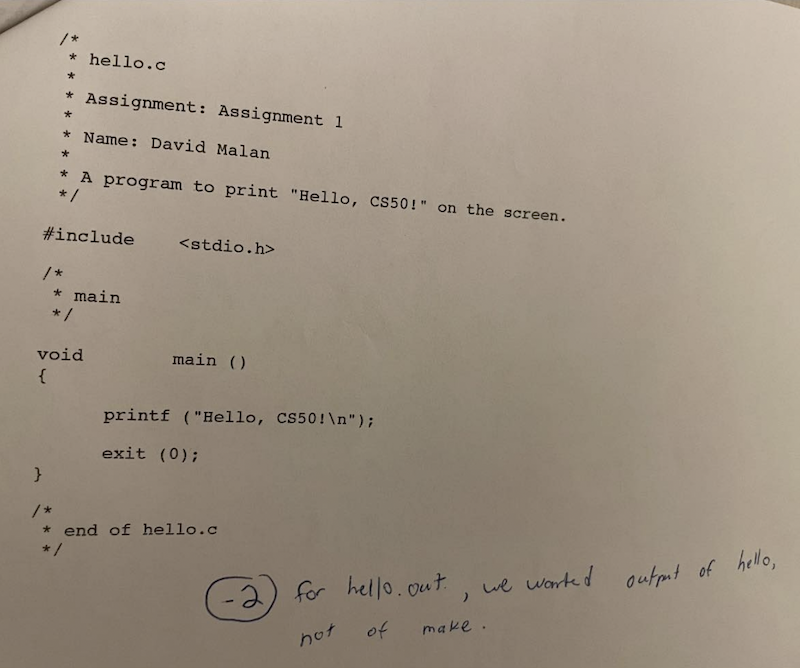 /*
 * hello.c
 *
 * Assignment: Assignment 1
 *
 * Name: David Malan
 *
 * A program to print "Hello, CS50!" on the screen.
 */
#include    <stdio.h>
/*
 * main
 */
void        main ()
{
      printf ("Hello, CS50!\n");
      exit (0);
}
/*
 * end of hello.c
 */
-2 for hello.out, we wanted output of hello,
not of make.